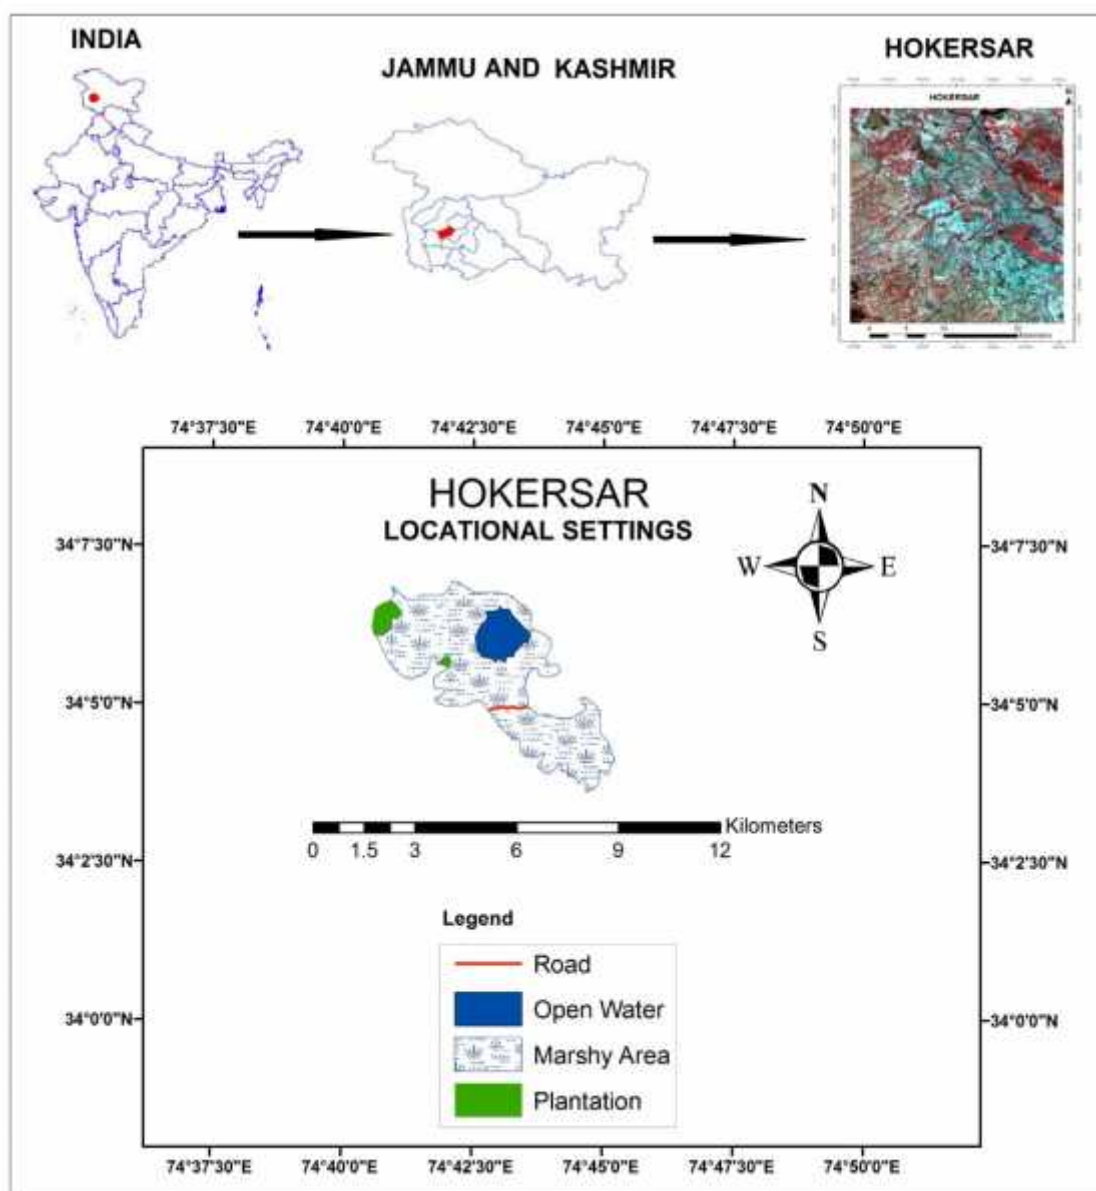 INDIA
JAMMU AND KASHMIR
HOKERSAR
HOKERSAR
74°37'30"E 74°40'0"E 74°42'30"E 74°45'0"E 74°47'30"E 74°50'0"E
HOKERSAR
LOCATIONAL SETTINGS
N
W E
S
34°7'30"N 34°7'30"N
34°5'0"N 34°5'0"N
Kilometers
0 1.5 3 6 9 12
34°2'30"N 34°2'30"N
Legend
Road
Open Water
Marshy Area
Plantation
34°0'0"N 34°0'0"N
74°37'30"E 74°40'0"E 74°42'30"E 74°45'0"E 74°47'30"E 74°50'0"E